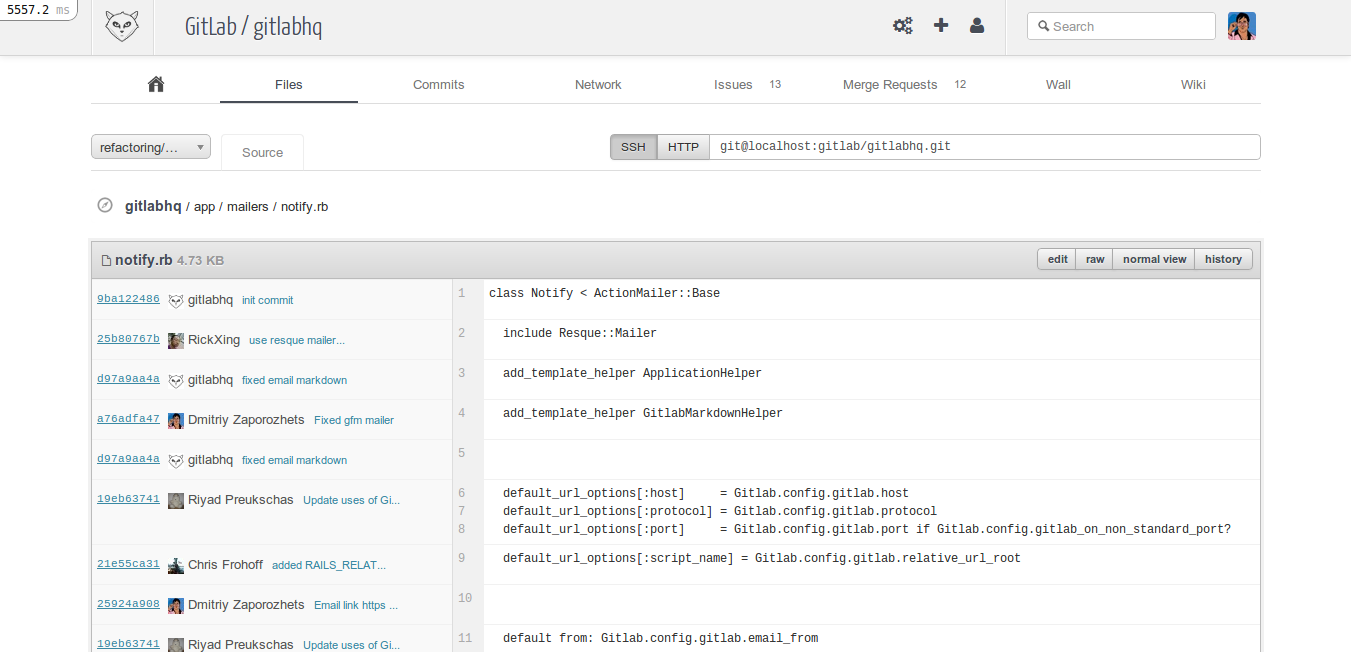 5557.2 ms
GitLab / gitlabhq
Search
Files Commits Network Issues 13 Merge Requests 12 Wall Wiki
refactoring/... Source SSH HTTP git@localhost:gitlab/gitlabhq.git
gitlabhq / app / mailers / notify.rb
notify.rb 4.73 KB edit raw normal view history
9ba122486 gitlabhq init commit 1 class Notify < ActionMailer::Base
25b80767b RickXing use resque mailer... 2 include Resque::Mailer
d97a9aa4a gitlabhq fixed email markdown 3 add_template_helper ApplicationHelper
a76adfa47 Dmitriy Zaporozhets Fixed gfm mailer 4 add_template_helper GitlabMarkdownHelper
d97a9aa4a gitlabhq fixed email markdown 5
19eb63741 Riyad Preukschas Update uses of Gi... 6 default_url_options[:host] = Gitlab.config.gitlab.host
7 default_url_options[:protocol] = Gitlab.config.gitlab.protocol
8 default_url_options[:port] = Gitlab.config.gitlab.port if Gitlab.config.gitlab_on_non_standard_port?
21e55ca31 Chris Frohoff added RAILS_RELAT... 9 default_url_options[:script_name] = Gitlab.config.gitlab.relative_url_root
25924a908 Dmitriy Zaporozhets Email link https ... 10
19eb63741 Riyad Preukschas Update uses of Gi... 11 default from: Gitlab.config.gitlab.email_from